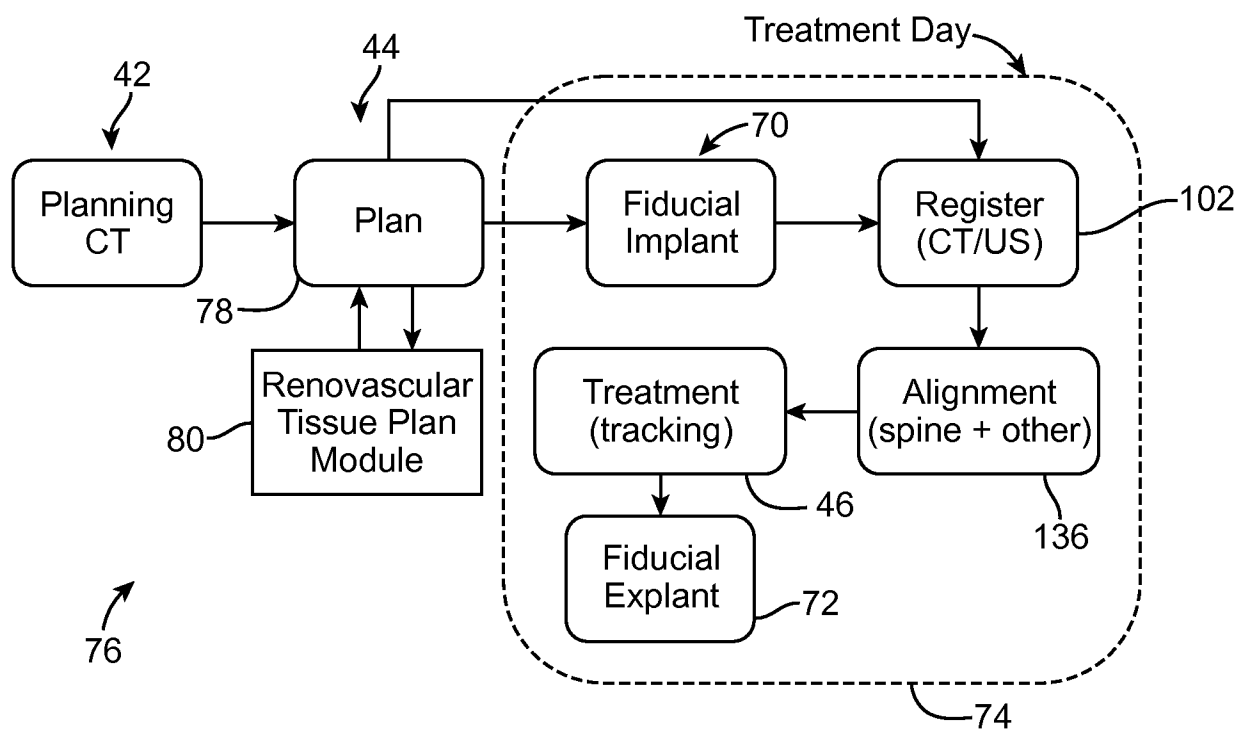 Treatment Day
44
42
70
Planning
CT
Plan
Fiducial
Implant
Register
(CT/US)
102
78
Renovascular
Tissue Plan
Module
80
Treatment
(tracking)
Alignment
(spine + other)
46
136
Fiducial
Explant
72
76
74